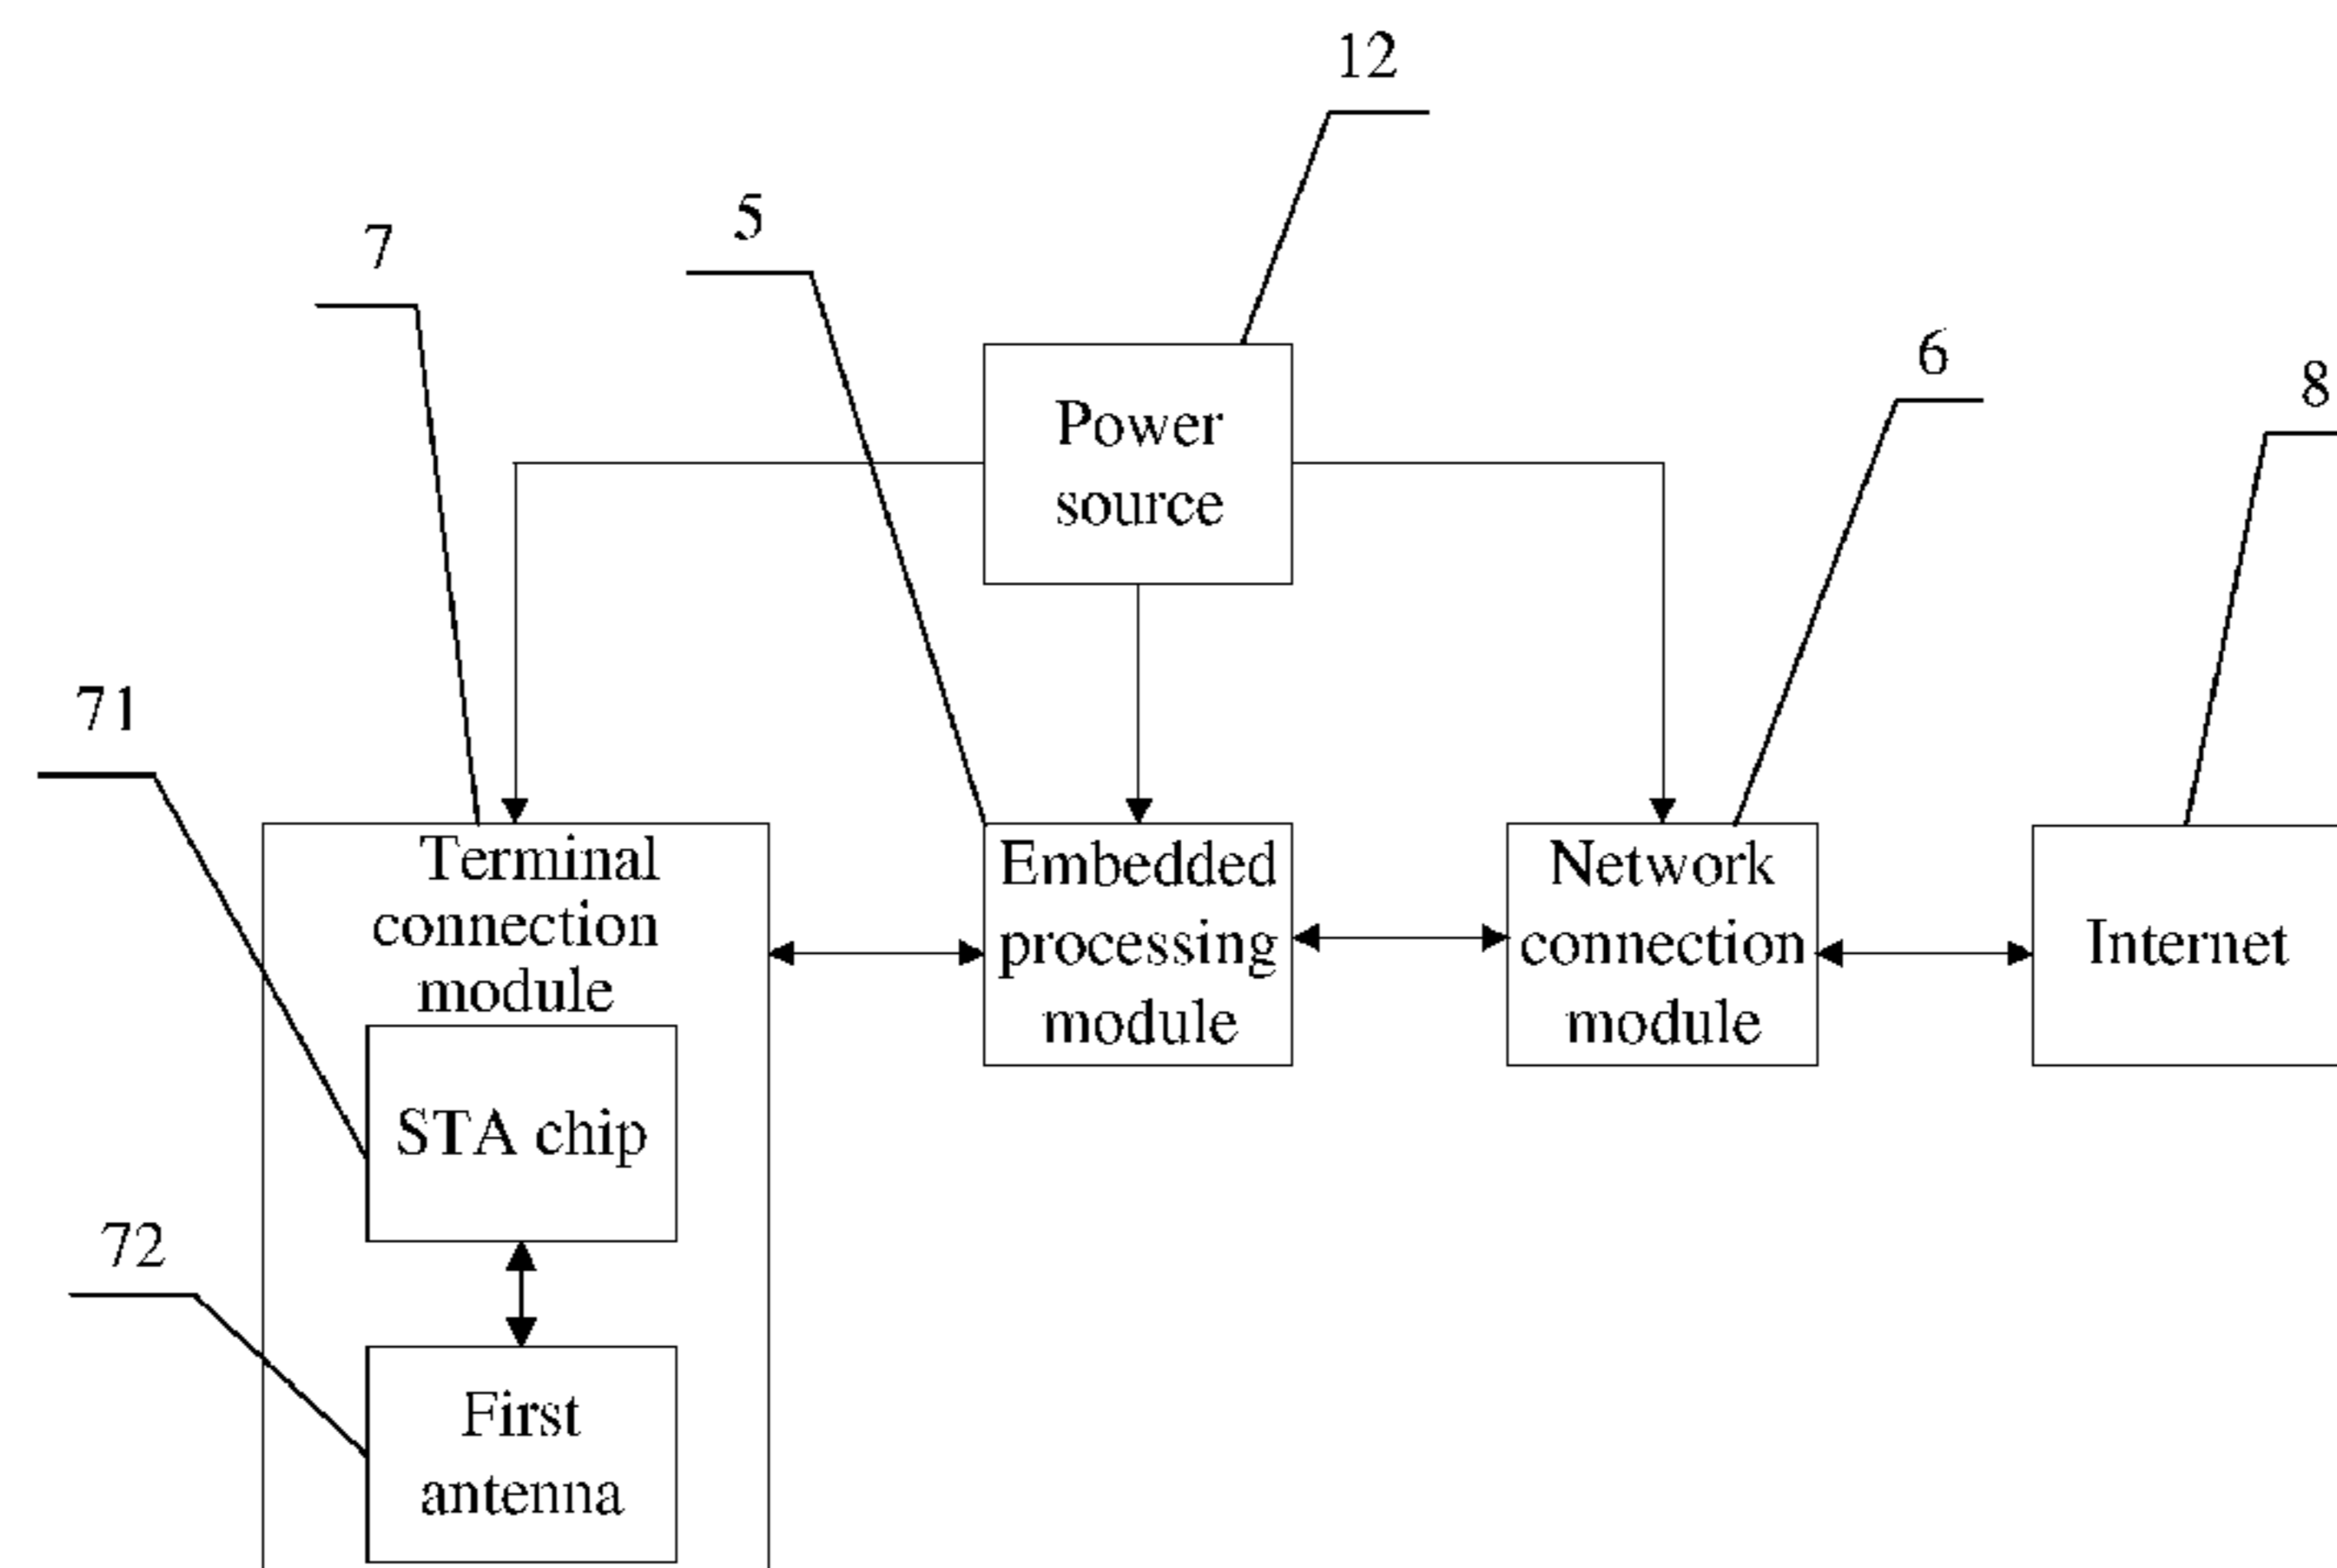 12
5
7
6
8
Power
source
71
Terminal
connection
module
Embedded
processing
module
Network
connection
module
Internet
STA chip
72
First
antenna